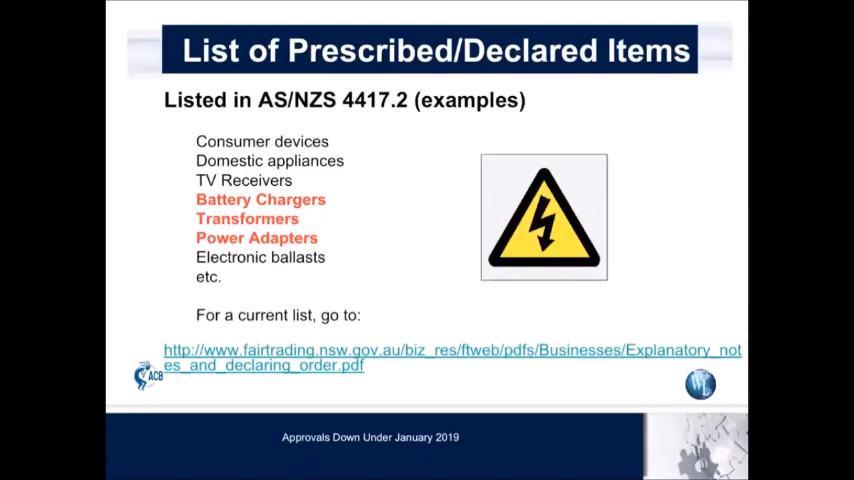 List of Prescribed/Declared Items
Listed in AS/NZS 4417.2 (examples)
Consumer devices
Domestic appliances
TV Receivers
Battery Chargers
Transformers
Power Adapters
Electronic ballasts
etc.
For a current list, go to:
http://www.fairtrading.nsw.gov.au/biz_res/ftweb/pdfs/Businesses/Explanatory_not
es_and_declaring_order.pdf
ACB
WL
Approvals Down Under January 2019